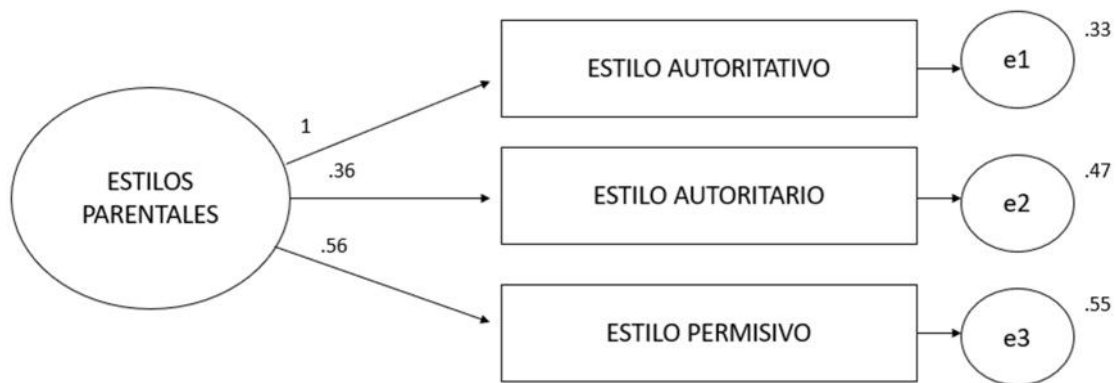 ESTILOS
PARENTALES
1
.36
.56
ESTILO AUTORITATIVO
ESTILO AUTORITARIO
ESTILO PERMISIVO
e1
.33
e2
.47
e3
.55